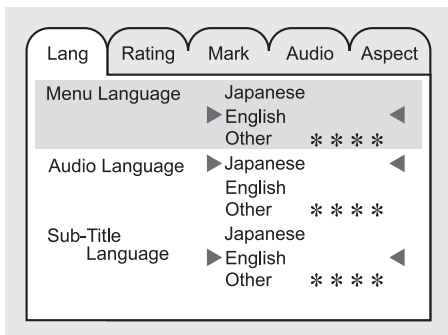 Lang Rating Mark Audio Aspect
Menu Language Japanese
English
Other ＊＊＊＊
Audio Language Japanese
English
Other ＊＊＊＊
Sub-Title Japanese
Language English
Other ＊＊＊＊